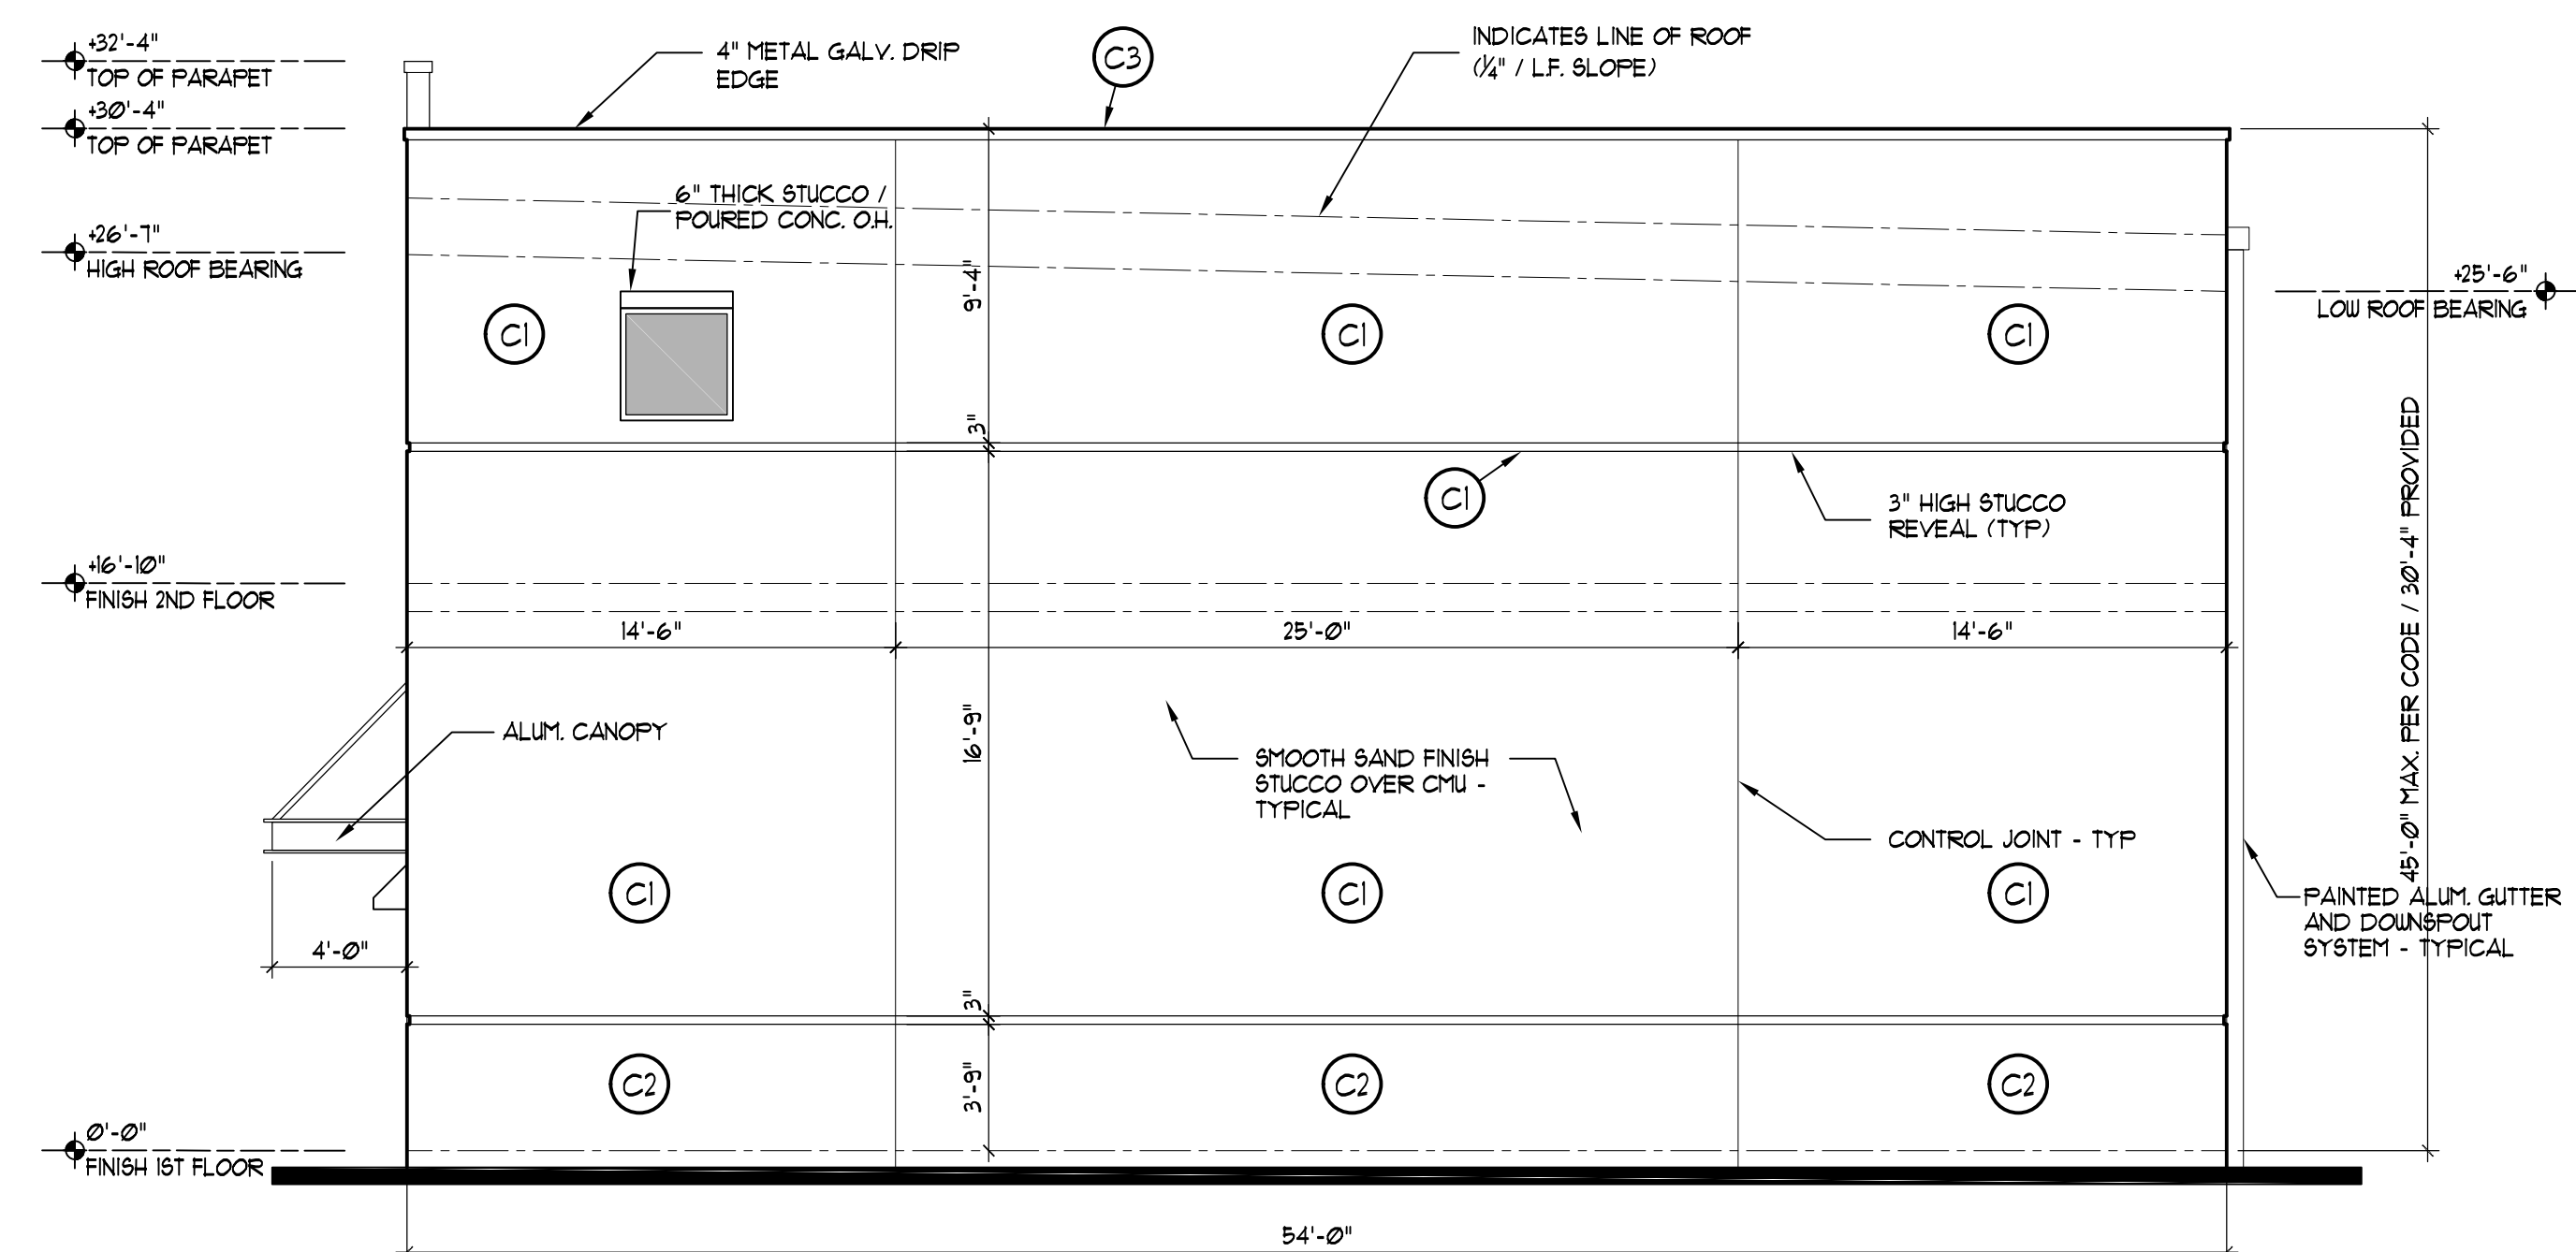 +32'-4"
TOP OF PARAPET
+30'-4"
TOP OF PARAPET
+26'-7"
HIGH ROOF BEARING
+16'-10"
FINISH 2ND FLOOR
0'-0"
FINISH 1ST FLOOR
4" METAL GALV. DRIP
EDGE
C3
INDICATES LINE OF ROOF
(1/4" / L.F. SLOPE)
6" THICK STUCCO /
POURED CONC. O.H.
9'-4"
C1
C1
C1
3"
+25'-6"
LOW ROOF BEARING
C1
3" HIGH STUCCO
REVEAL (TYP)
14'-6"
25'-0"
14'-6"
45'-0" MAX. PER CODE / 30'-4" PROVIDED
ALUM. CANOPY
16'-9"
SMOOTH SAND FINISH
STUCCO OVER CMU -
TYPICAL
CONTROL JOINT - TYP
C1
C1
C1
PAINTED ALUM. GUTTER
AND DOWNSPOUT
SYSTEM - TYPICAL
4'-0"
3"
C2
3'-9"
C2
C2
54'-0"